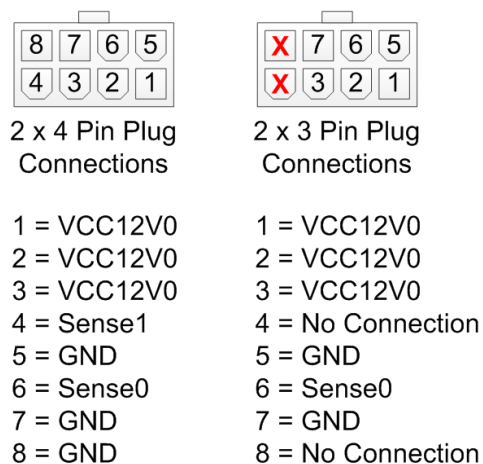 8 7 6 5
4 3 2 1
2 x 4 Pin Plug
Connections
1 = VCC12V0
2 = VCC12V0
3 = VCC12V0
4 = Sense1
5 = GND
6 = Sense0
7 = GND
8 = GND
X 7 6 5
X 3 2 1
2 x 3 Pin Plug
Connections
1 = VCC12V0
2 = VCC12V0
3 = VCC12V0
4 = No Connection
5 = GND
6 = Sense0
7 = GND
8 = No Connection